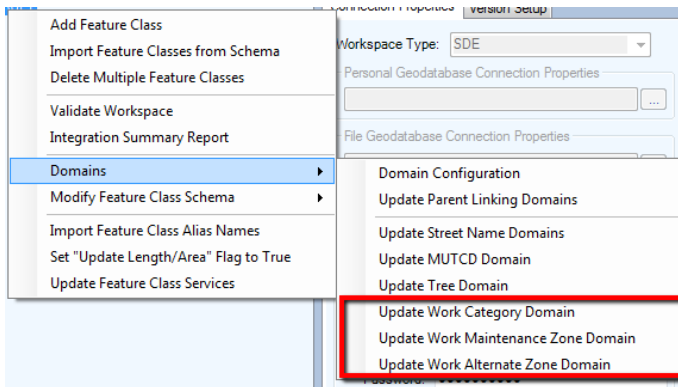 Connection Properties Version Setup
Add Feature Class
Import Feature Classes from Schema
Delete Multiple Feature Classes
Validate Workspace
Integration Summary Report
Domains
Modify Feature Class Schema
Import Feature Class Alias Names
Set "Update Length/Area" Flag to True
Update Feature Class Services
Workspace Type: SDE
Personal Geodatabase Connection Properties
...
File Geodatabase Connection Properties
Domain Configuration
Update Parent Linking Domains
Update Street Name Domains
Update MUTCD Domain
Update Tree Domain
Update Work Category Domain
Update Work Maintenance Zone Domain
Update Work Alternate Zone Domain
Password: